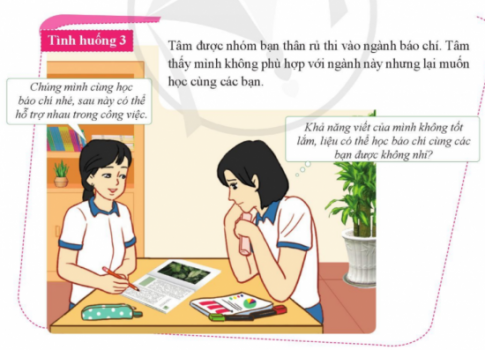 Tình huống 3
Tâm được nhóm bạn thân rủ thi vào ngành báo chí. Tâm
thấy mình không phù hợp với ngành này nhưng lại muốn
học cùng các bạn.
Chúng mình cùng học
báo chí nhé, sau này có thể
hỗ trợ nhau trong công việc.
Khả năng viết của mình không tốt
lắm, liệu có thể học báo chí cùng các
bạn được không nhỉ?